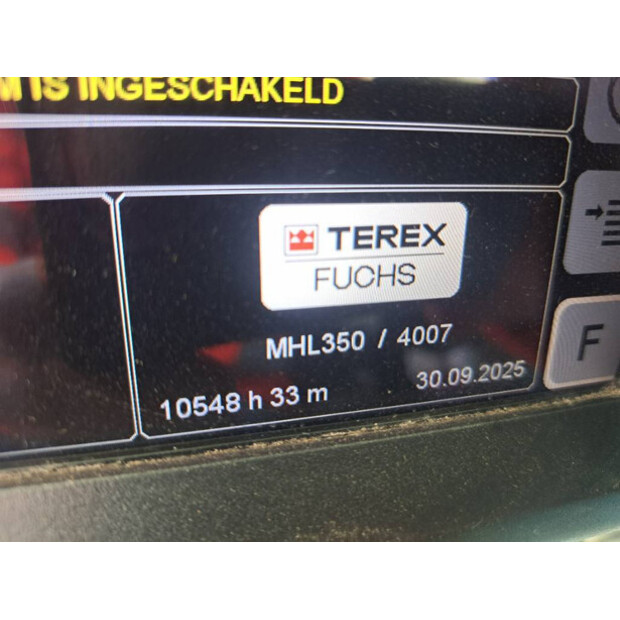 IS INGESCHAKELD
TEREX
FUCHS
MHL350 / 4007
10548 h 33 m
30.09.2025
F